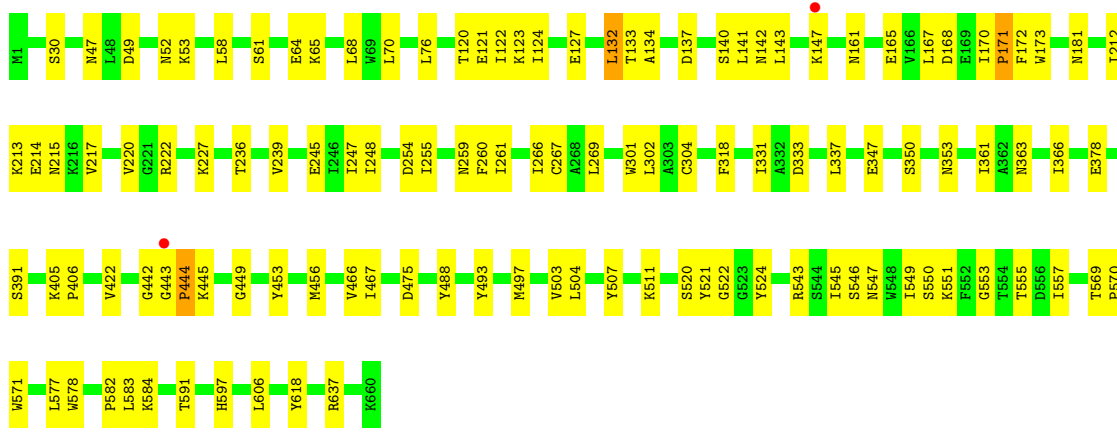 M1 S30 N47 L48 D49 N52 K53 L58 S61 E64 K65 L68 W69 L70 L76 T120 E121 I122 K123 I124 E127 L132 T133 A134 D137 S140 L141 N142 L143 K147 N161 E165 V166 L167 D168 E169 I170 P171 F172 W173 N181 I212
K213 E214 N215 K216 V217 V220 G221 R222 K227 T236 V239 E245 I246 I247 I248 D254 I255 N259 F260 I261 I266 C267 A268 L269 W301 L302 A303 C304 F318 I331 A332 D333 L337 E347 S350 N353 I361 A362 N363 I366 E378
S391 K405 P406 V422 G442 G443 P444 K445 G449 Y453 M456 V466 I467 D475 Y488 Y493 M497 V503 L504 Y507 K511 S520 Y521 G522 G523 Y524 R543 S544 I545 S546 N547 W548 I549 S550 K551 F552 G553 T554 T555 D556 I557 T569 P570
W571 L577 W578 P582 L583 K584 T591 H597 L606 Y618 R637 K660